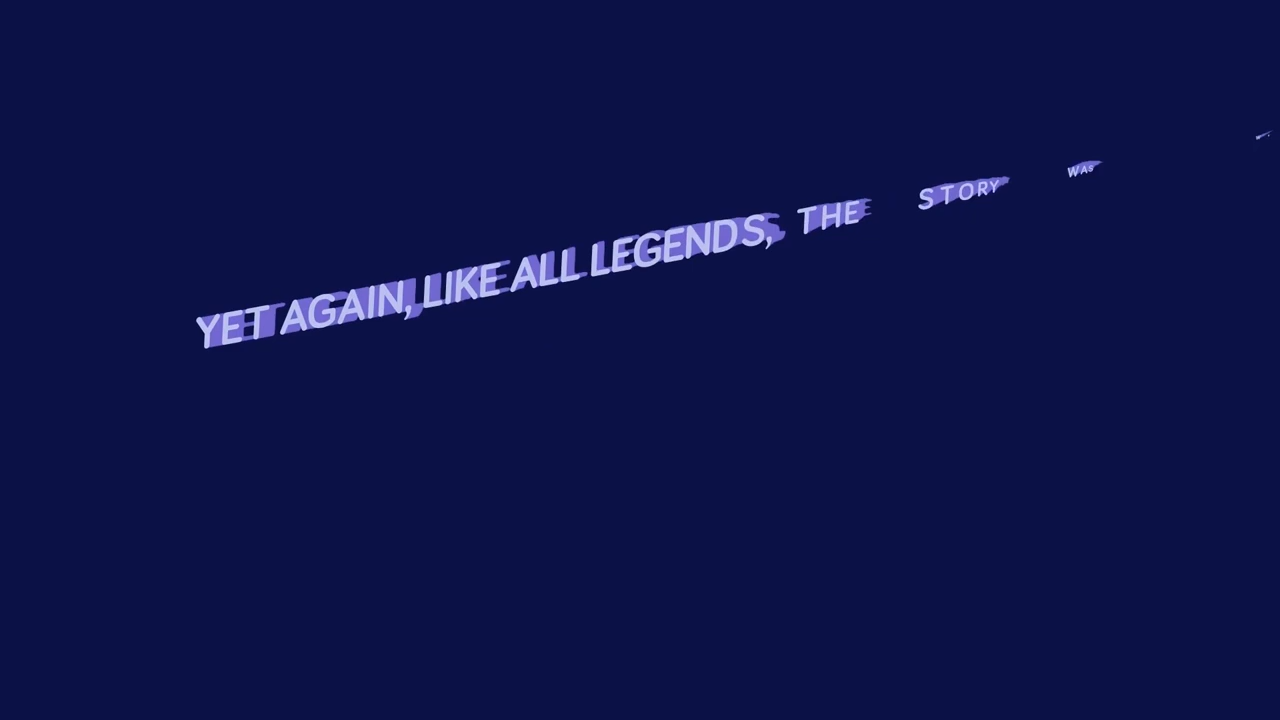 YET AGAIN, LIKE ALL LEGENDS, THE STORY WAS